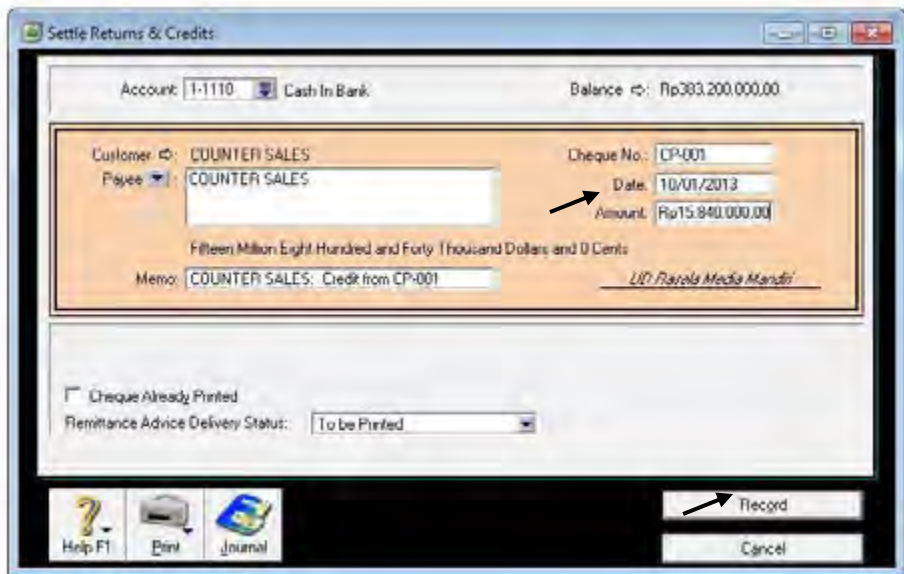 Settle Returns & Credits
Account: 1-1110 Cash In Bank Balance ⇨: Rp383.200.000,00
Customer ⇨: COUNTER SALES Cheque No.: CP-001
Payee : COUNTER SALES Date: 10/01/2013
Amount: Rp15.840.000,00
Fifteen Million Eight Hundred and Forty Thousand Dollars and 0 Cents
Memo: COUNTER SALES: Credit from CP-001 UD Media Mandiri
Cheque Already Printed
Remittance Advice Delivery Status: To be Printed
Help F1 Print Journal
Record
Cancel